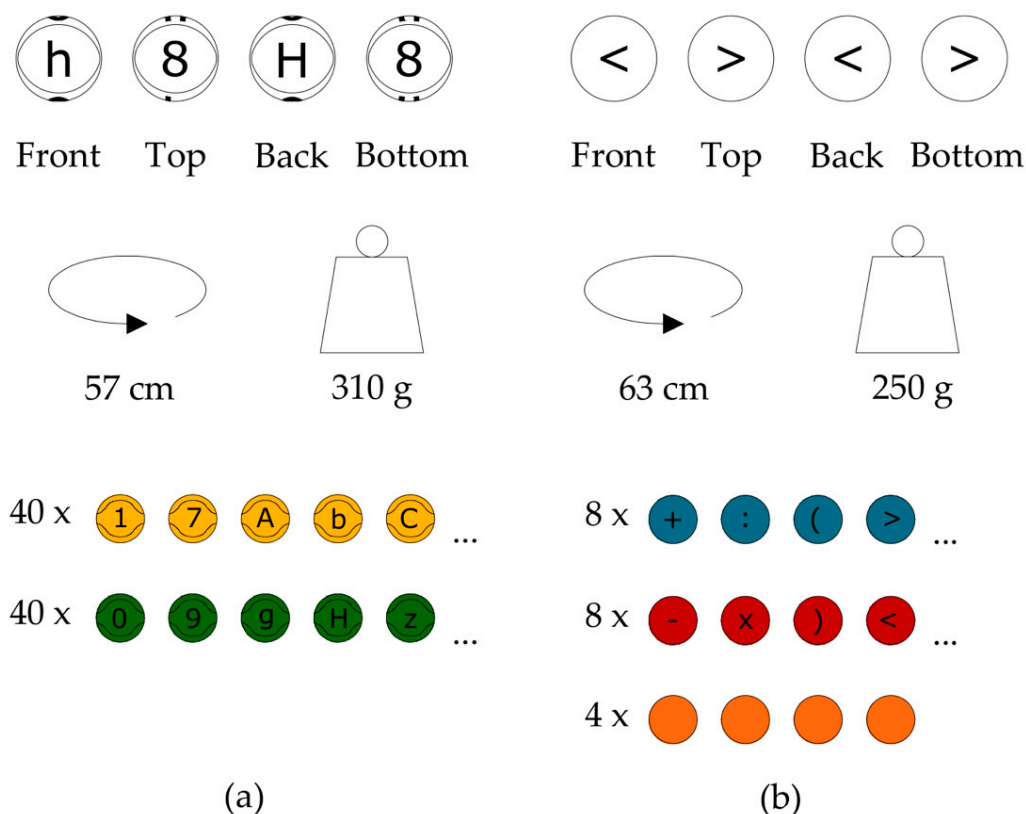 h 8 H 8
Front Top Back Bottom
57 cm 310 g
40 x 1 7 A b C ...
40 x 0 9 g H z ...
(a)
< > < >
Front Top Back Bottom
63 cm 250 g
8 x + : ( > ...
8 x - x ) < ...
4 x
(b)